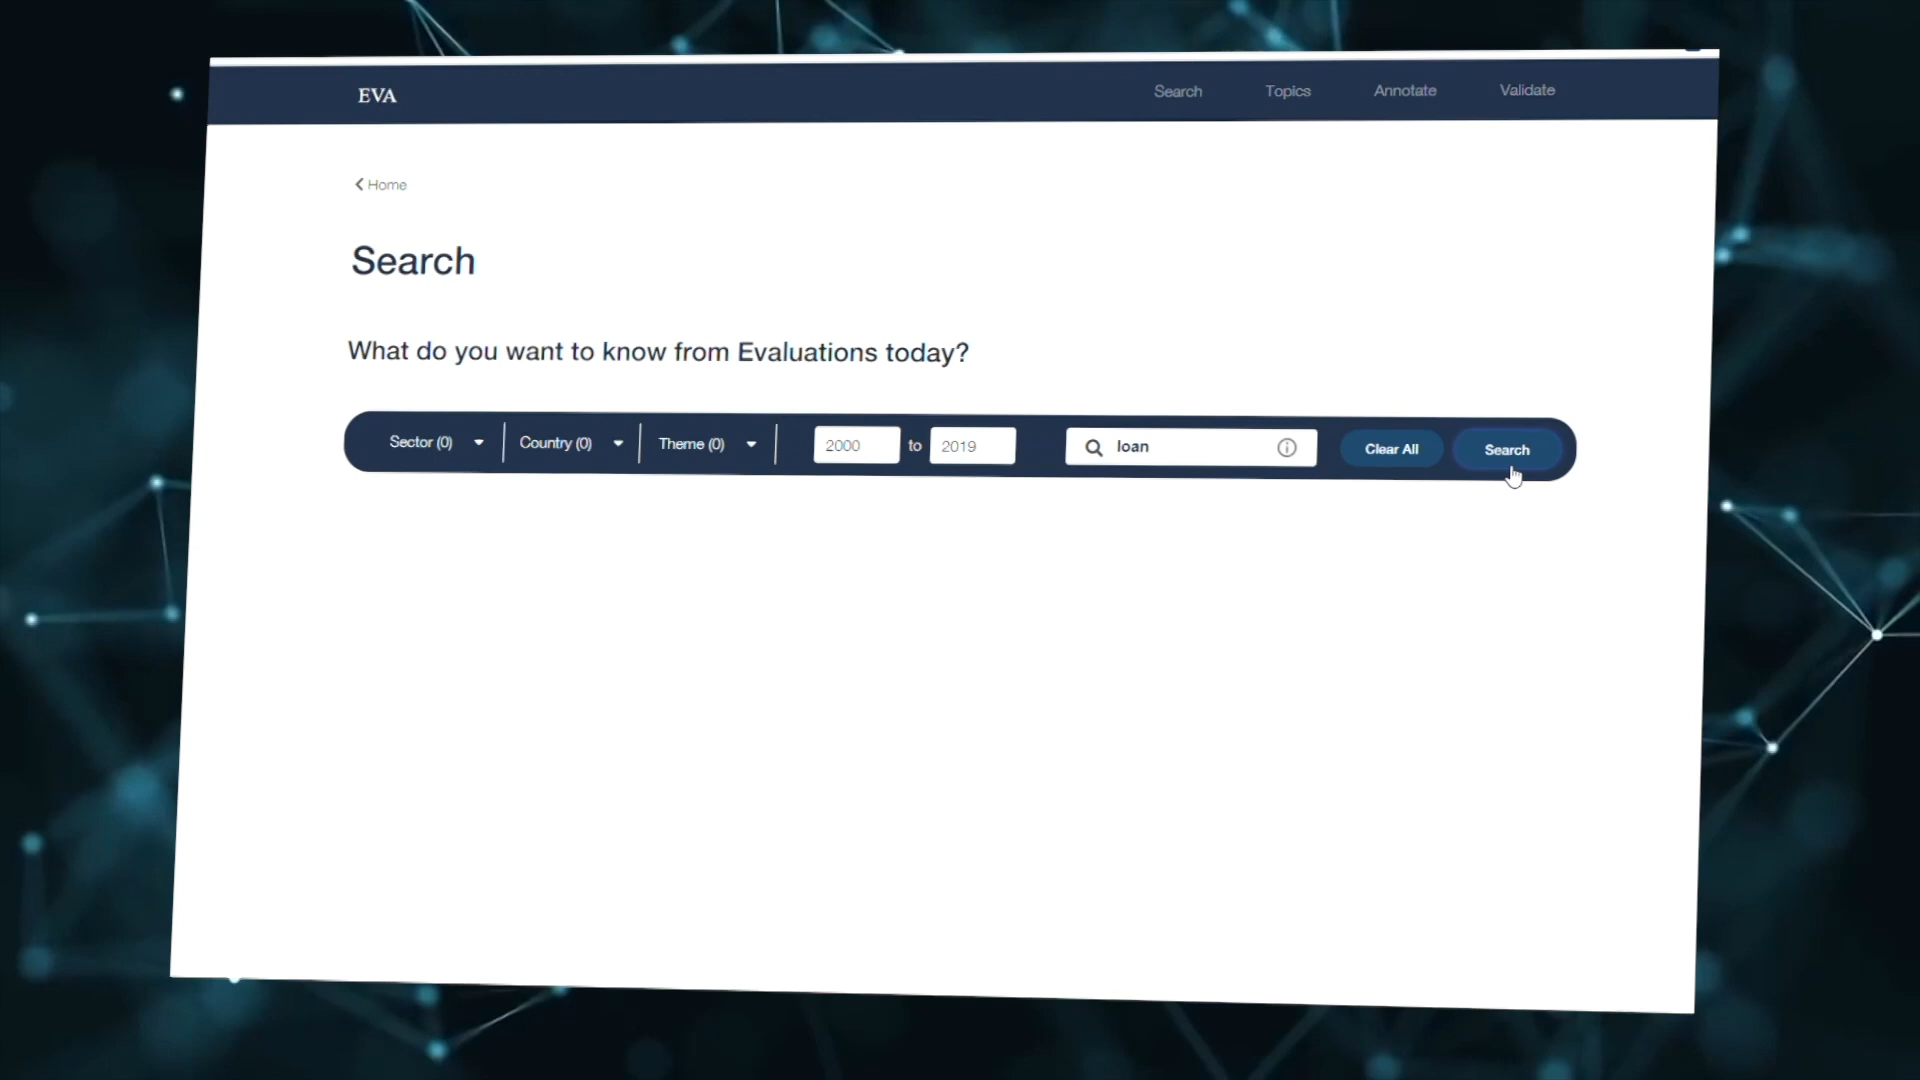 EVA Search Topics Annotate Validate
Home
Search
What do you want to know from Evaluations today?
Sector (0) Country (0) Theme (0) 2000 to 2019 loan Clear All Search